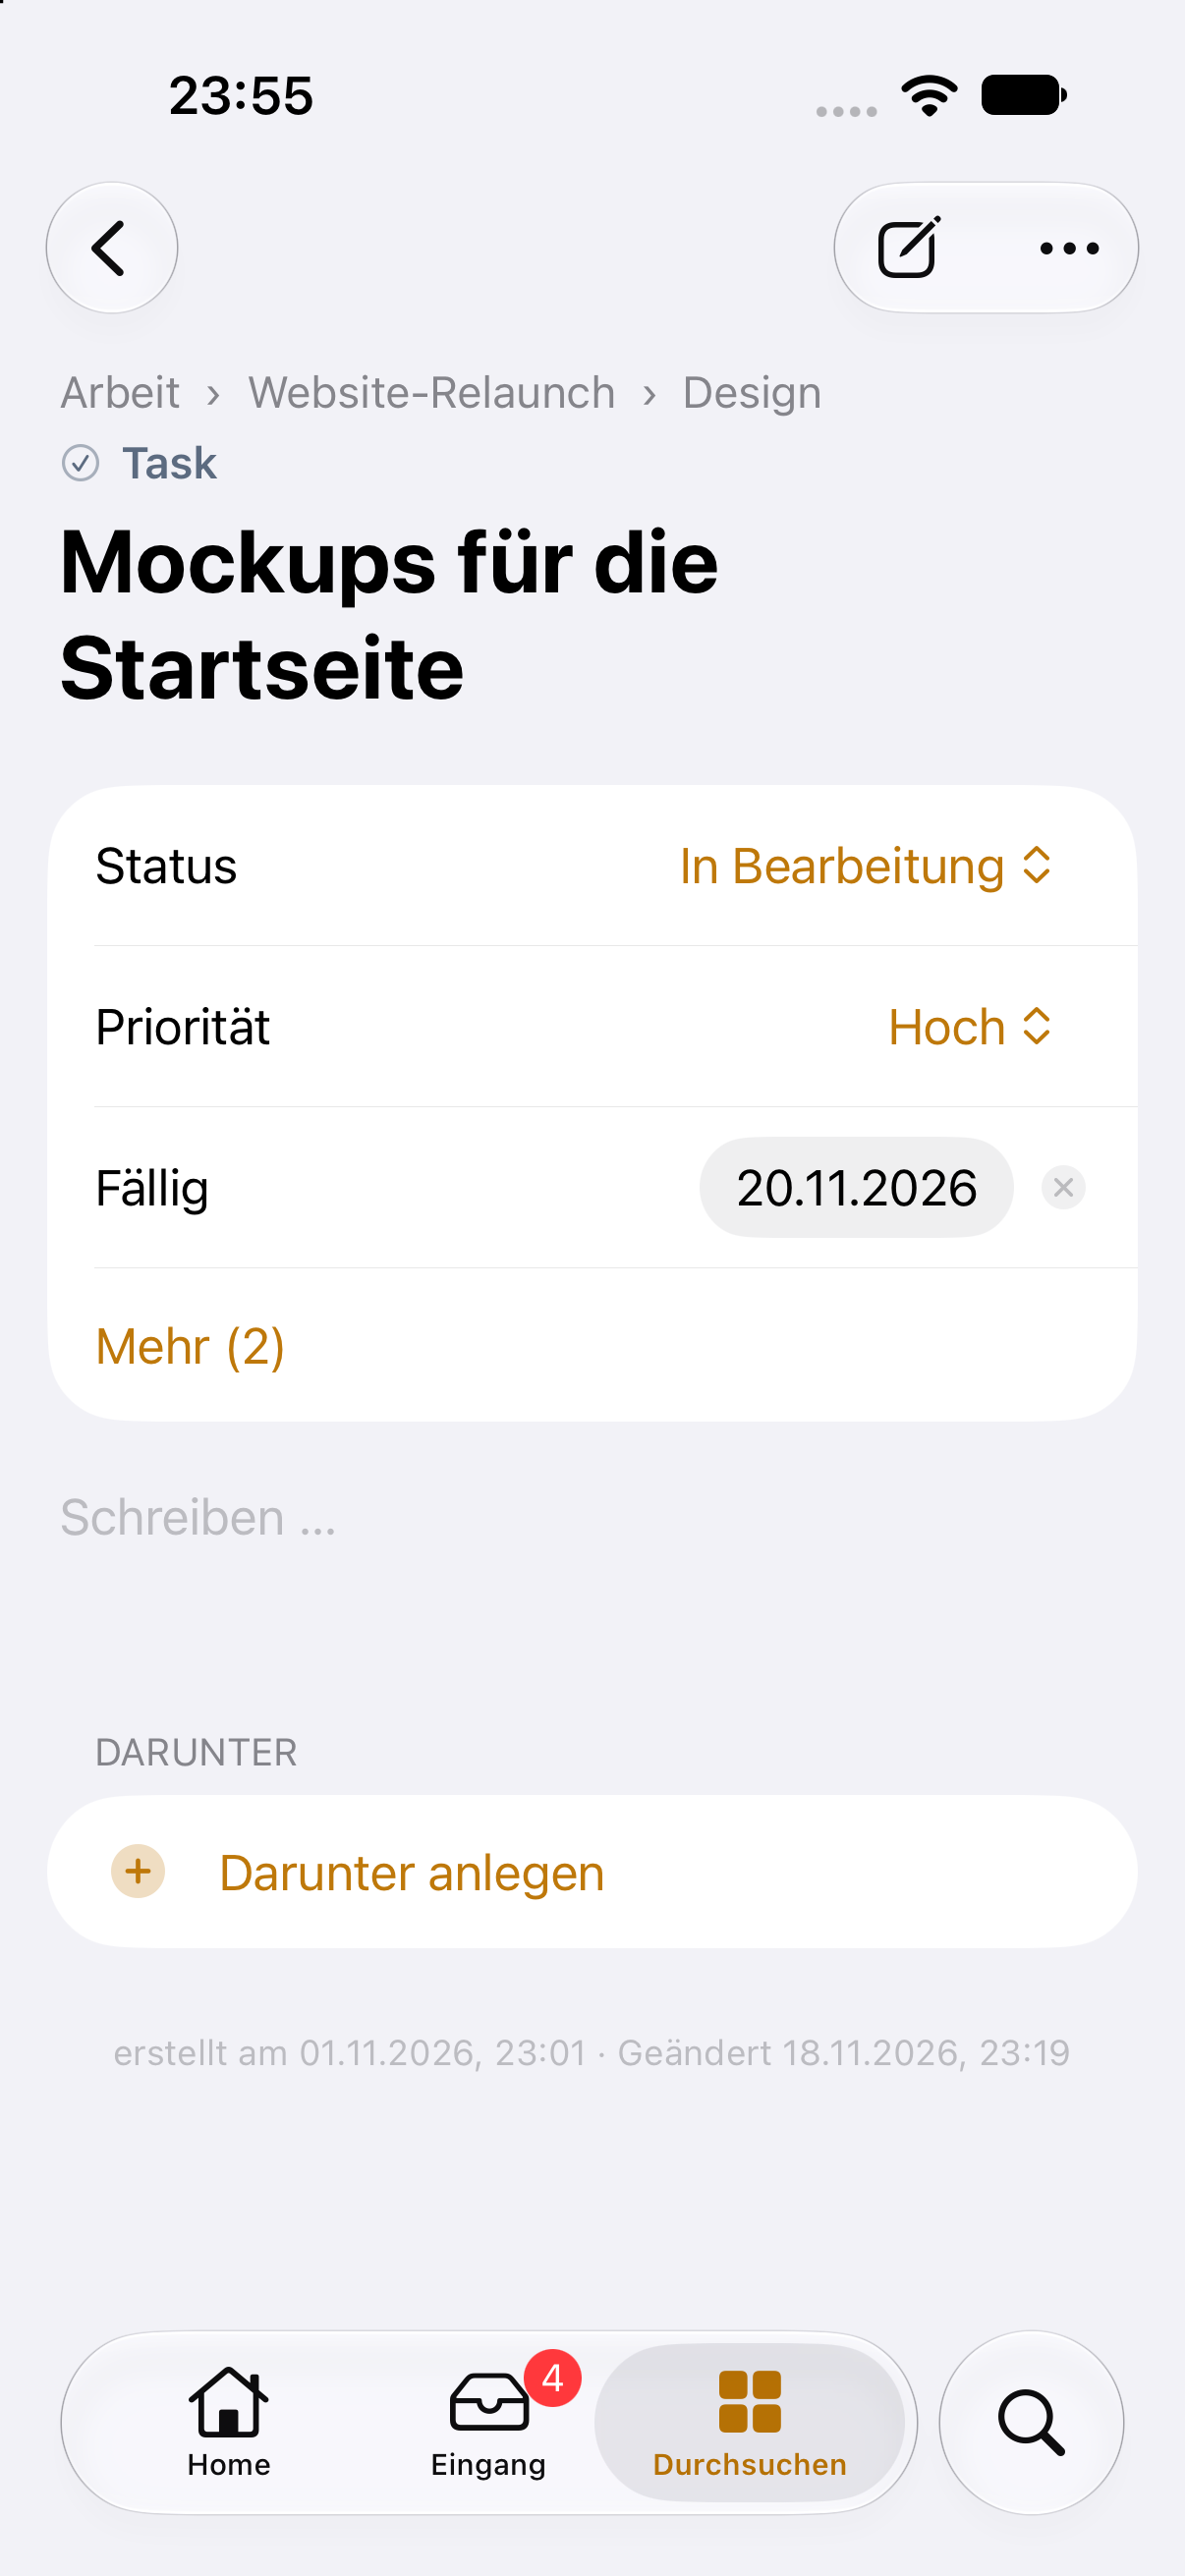 23:55
Arbeit › Website-Relaunch › Design
Task
Mockups für die
Startseite
Status In Bearbeitung
Priorität Hoch
Fällig 20.11.2026
Mehr (2)
Schreiben ...
DARUNTER
Darunter anlegen
erstellt am 01.11.2026, 23:01 · Geändert 18.11.2026, 23:19
4
Home Eingang Durchsuchen